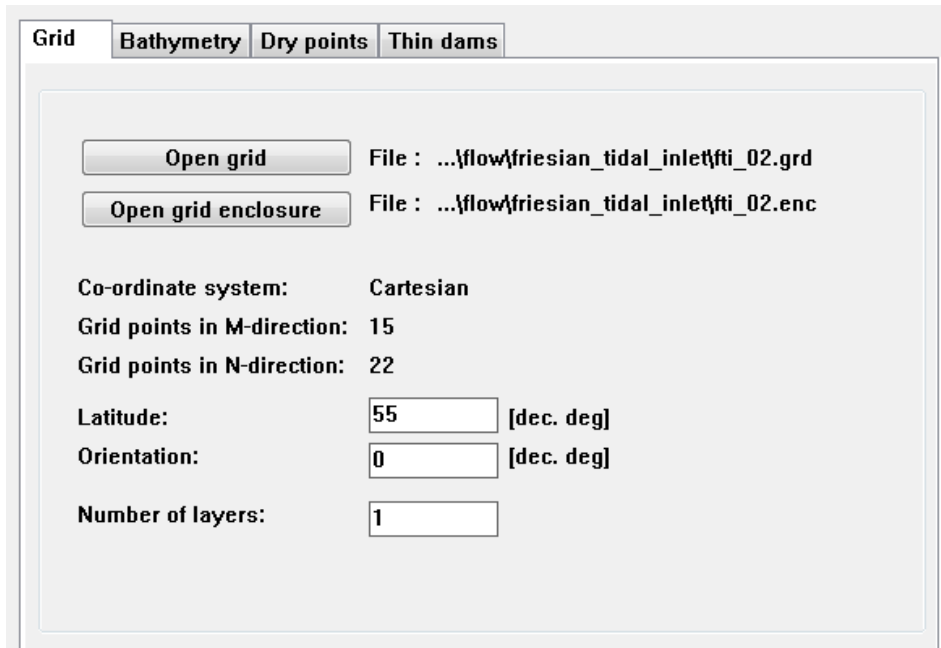 Grid Bathymetry Dry points Thin dams
Open grid File : ...\flow\friesian_tidal_inlet\fti_02.grd
Open grid enclosure File : ...\flow\friesian_tidal_inlet\fti_02.enc
Co-ordinate system: Cartesian
Grid points in M-direction: 15
Grid points in N-direction: 22
Latitude: 55 [dec. deg]
Orientation: 0 [dec. deg]
Number of layers: 1